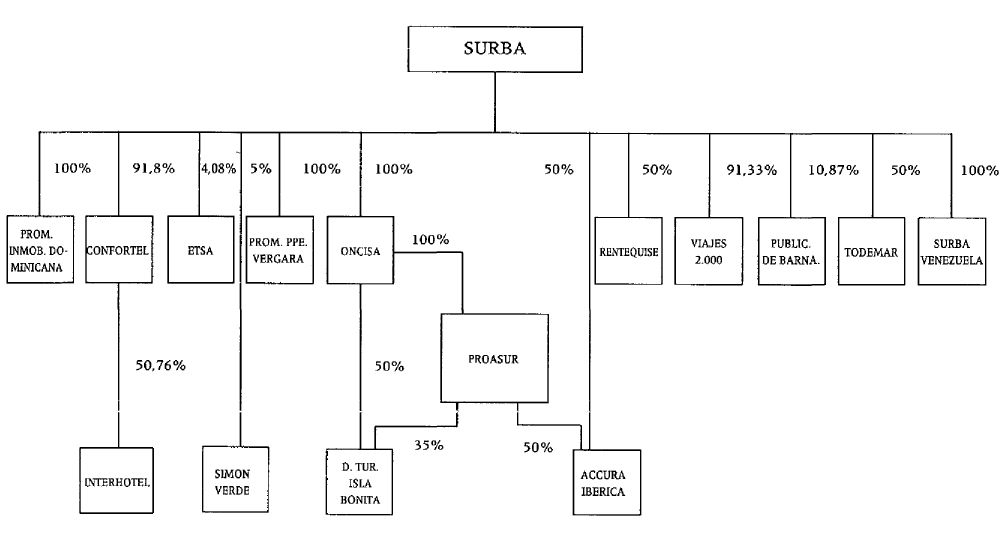 SURBA
100%
91,8%
4,08%
5%
100%
100%
50%
50%
91,33%
10,87%
50%
100%
PROM.
INMOB. DO-
MINICANA
CONFORTEL
ETSA
PROM. PPE.
VERGARA
ONCISA
100%
RENTEQUISE
VIAJES
2.000
PUBLIC.
DE BARNA.
TODEMAR
SURBA
VENEZUELA
50,76%
50%
PROASUR
35%
50%
INTERHOTEL
SIMON
VERDE
D. TUR.
ISLA
BONITA
ACCURA
IBERICA